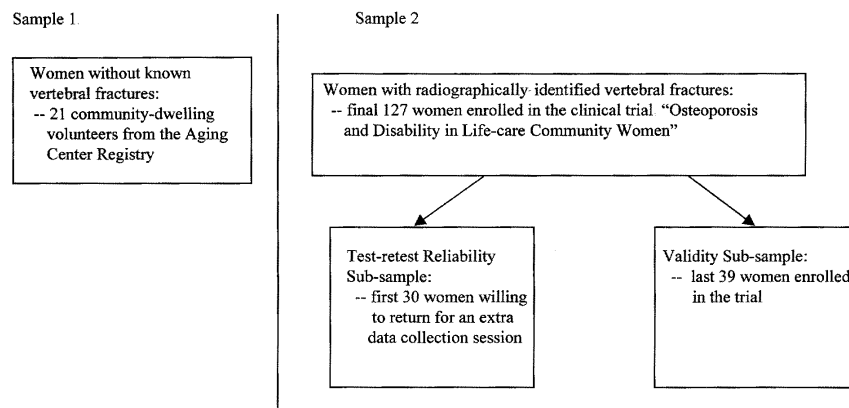 Sample 1
Sample 2
Women without known
vertebral fractures:
-- 21 community-dwelling
volunteers from the Aging
Center Registry
Women with radiographically identified vertebral fractures:
-- final 127 women enrolled in the clinical trial "Osteoporosis
and Disability in Life-care Community Women"
Test-retest Reliability
Sub-sample:
-- first 30 women willing
to return for an extra
data collection session
Validity Sub-sample:
-- last 39 women enrolled
in the trial